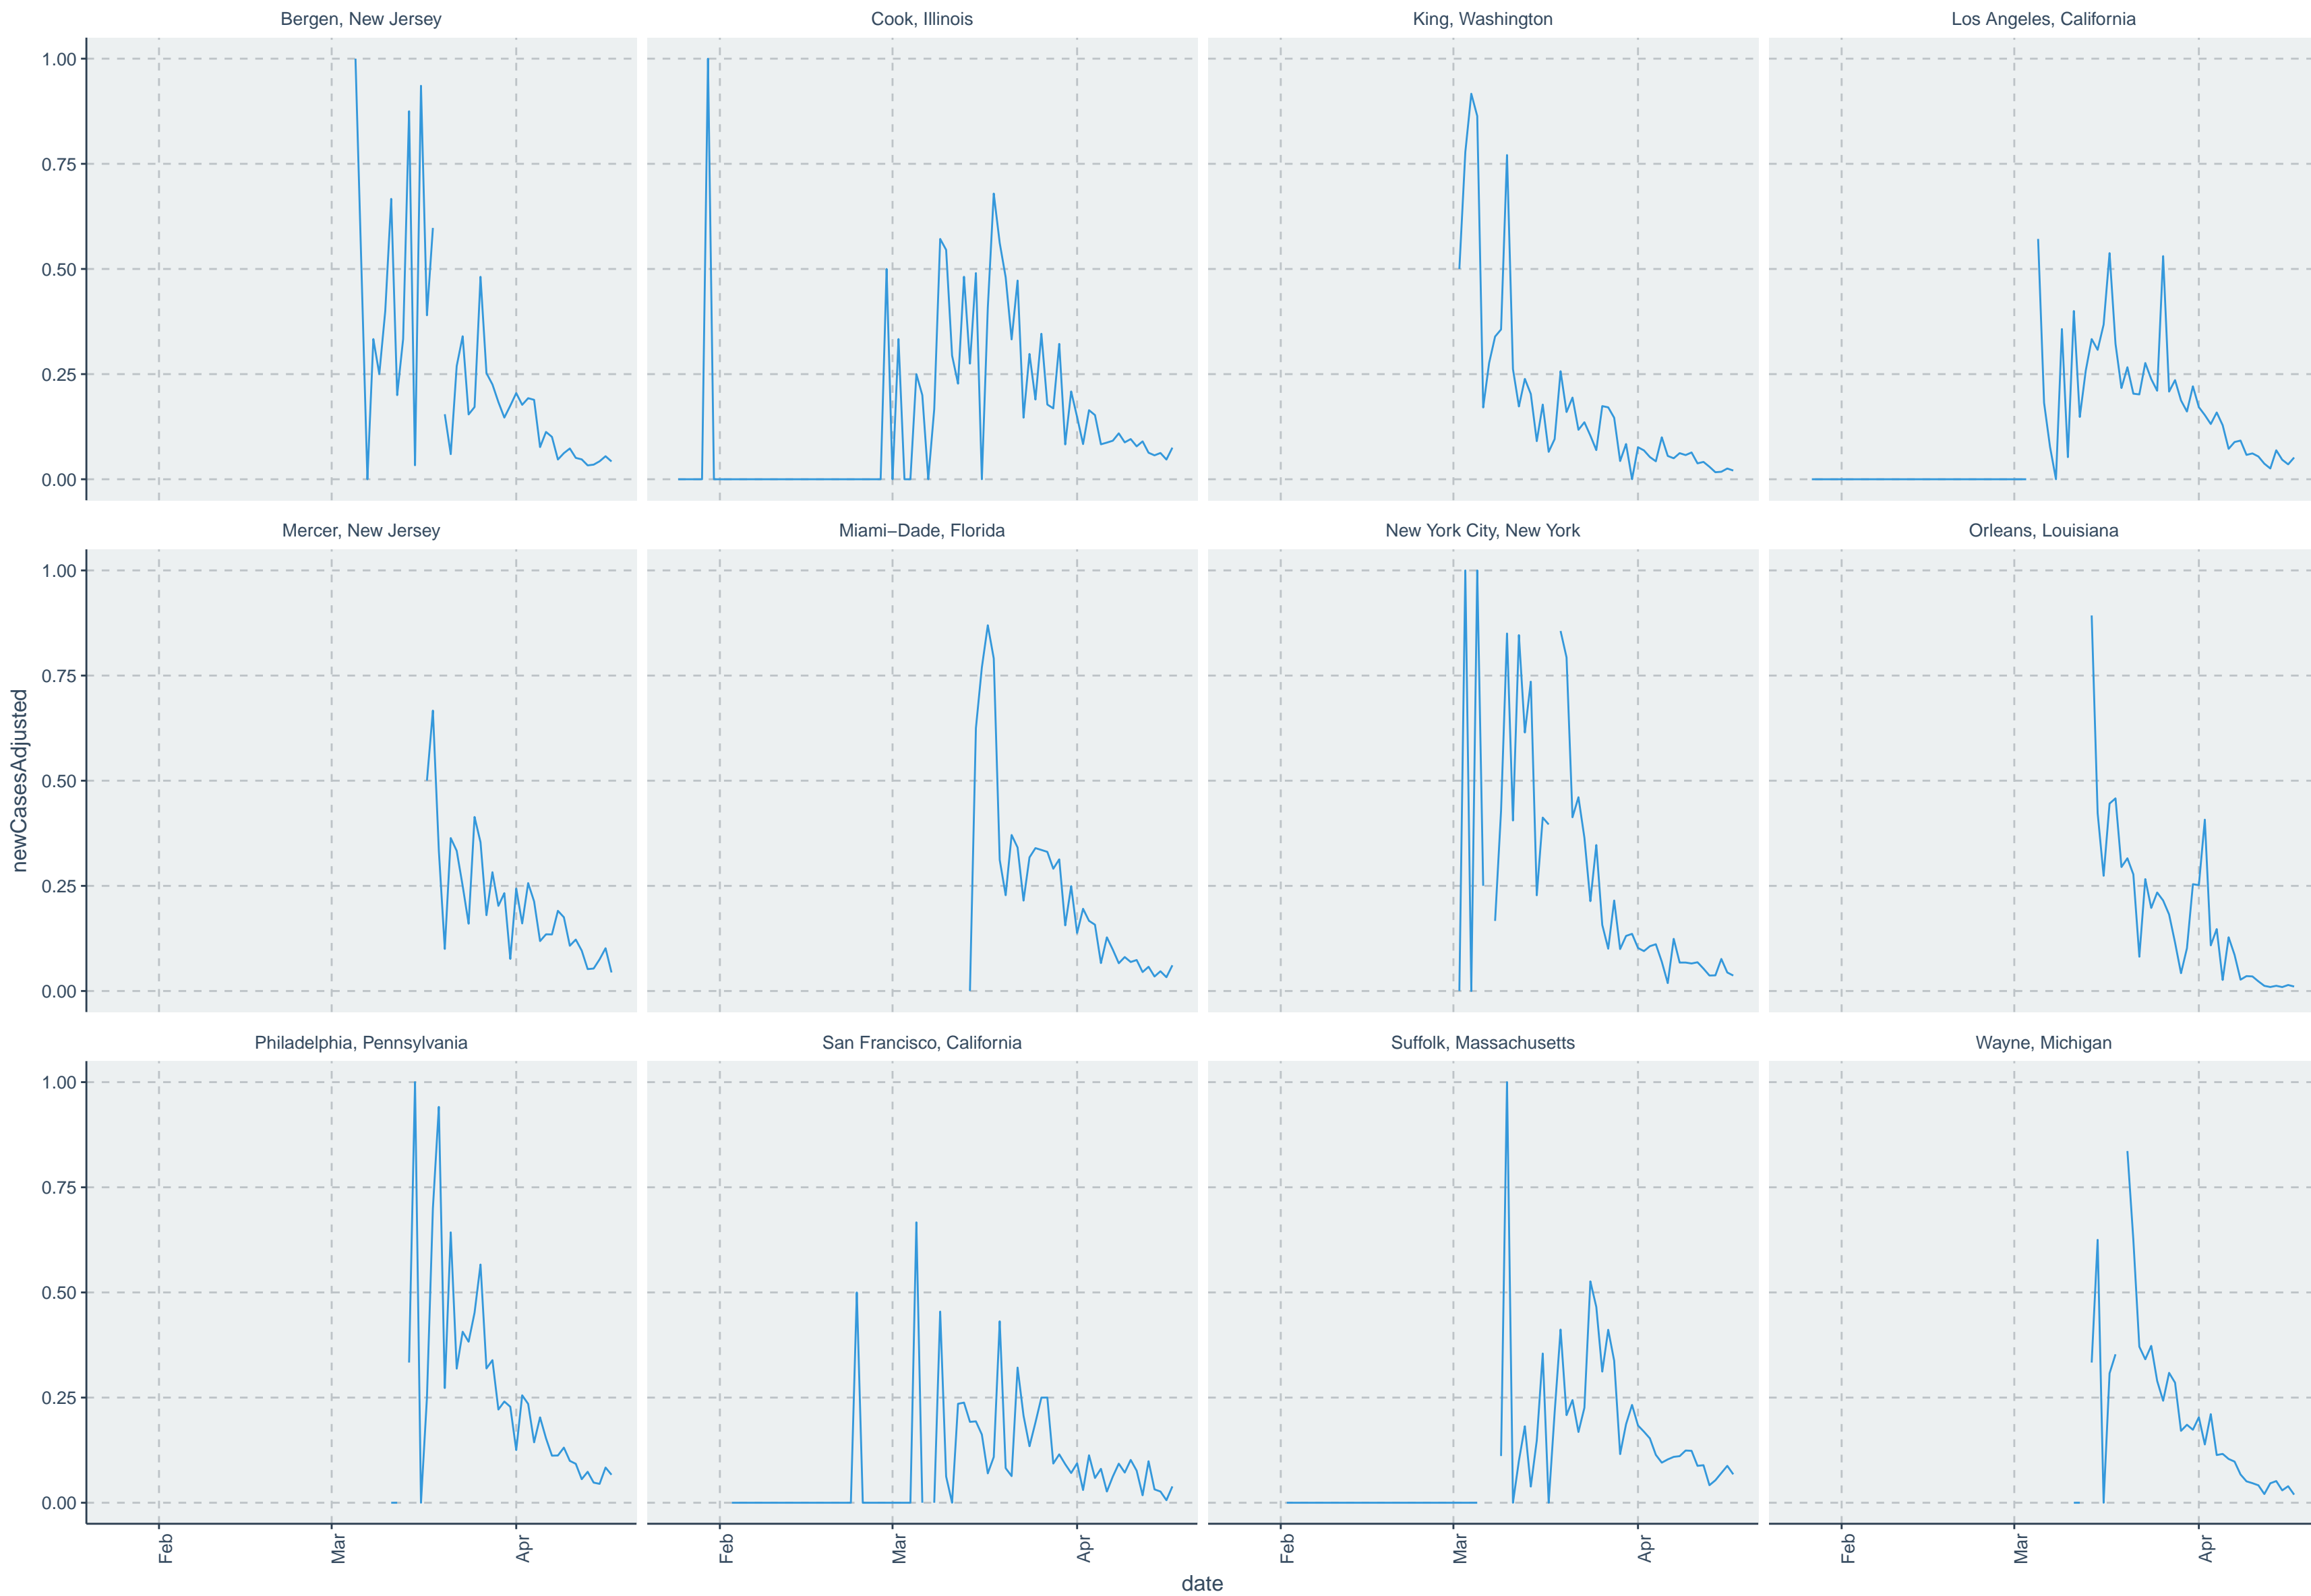 Bergen, New Jersey
Cook, Illinois
King, Washington
Los Angeles, California
1.00
0.75
0.50
0.25
0.00
Mercer, New Jersey
Miami−Dade, Florida
New York City, New York
Orleans, Louisiana
1.00
0.75
0.50
0.25
0.00
newCasesAdjusted
Philadelphia, Pennsylvania
San Francisco, California
Suffolk, Massachusetts
Wayne, Michigan
1.00
0.75
0.50
0.25
0.00
Feb
Mar
Apr
Feb
Mar
Apr
Feb
Mar
Apr
Feb
Mar
Apr
date